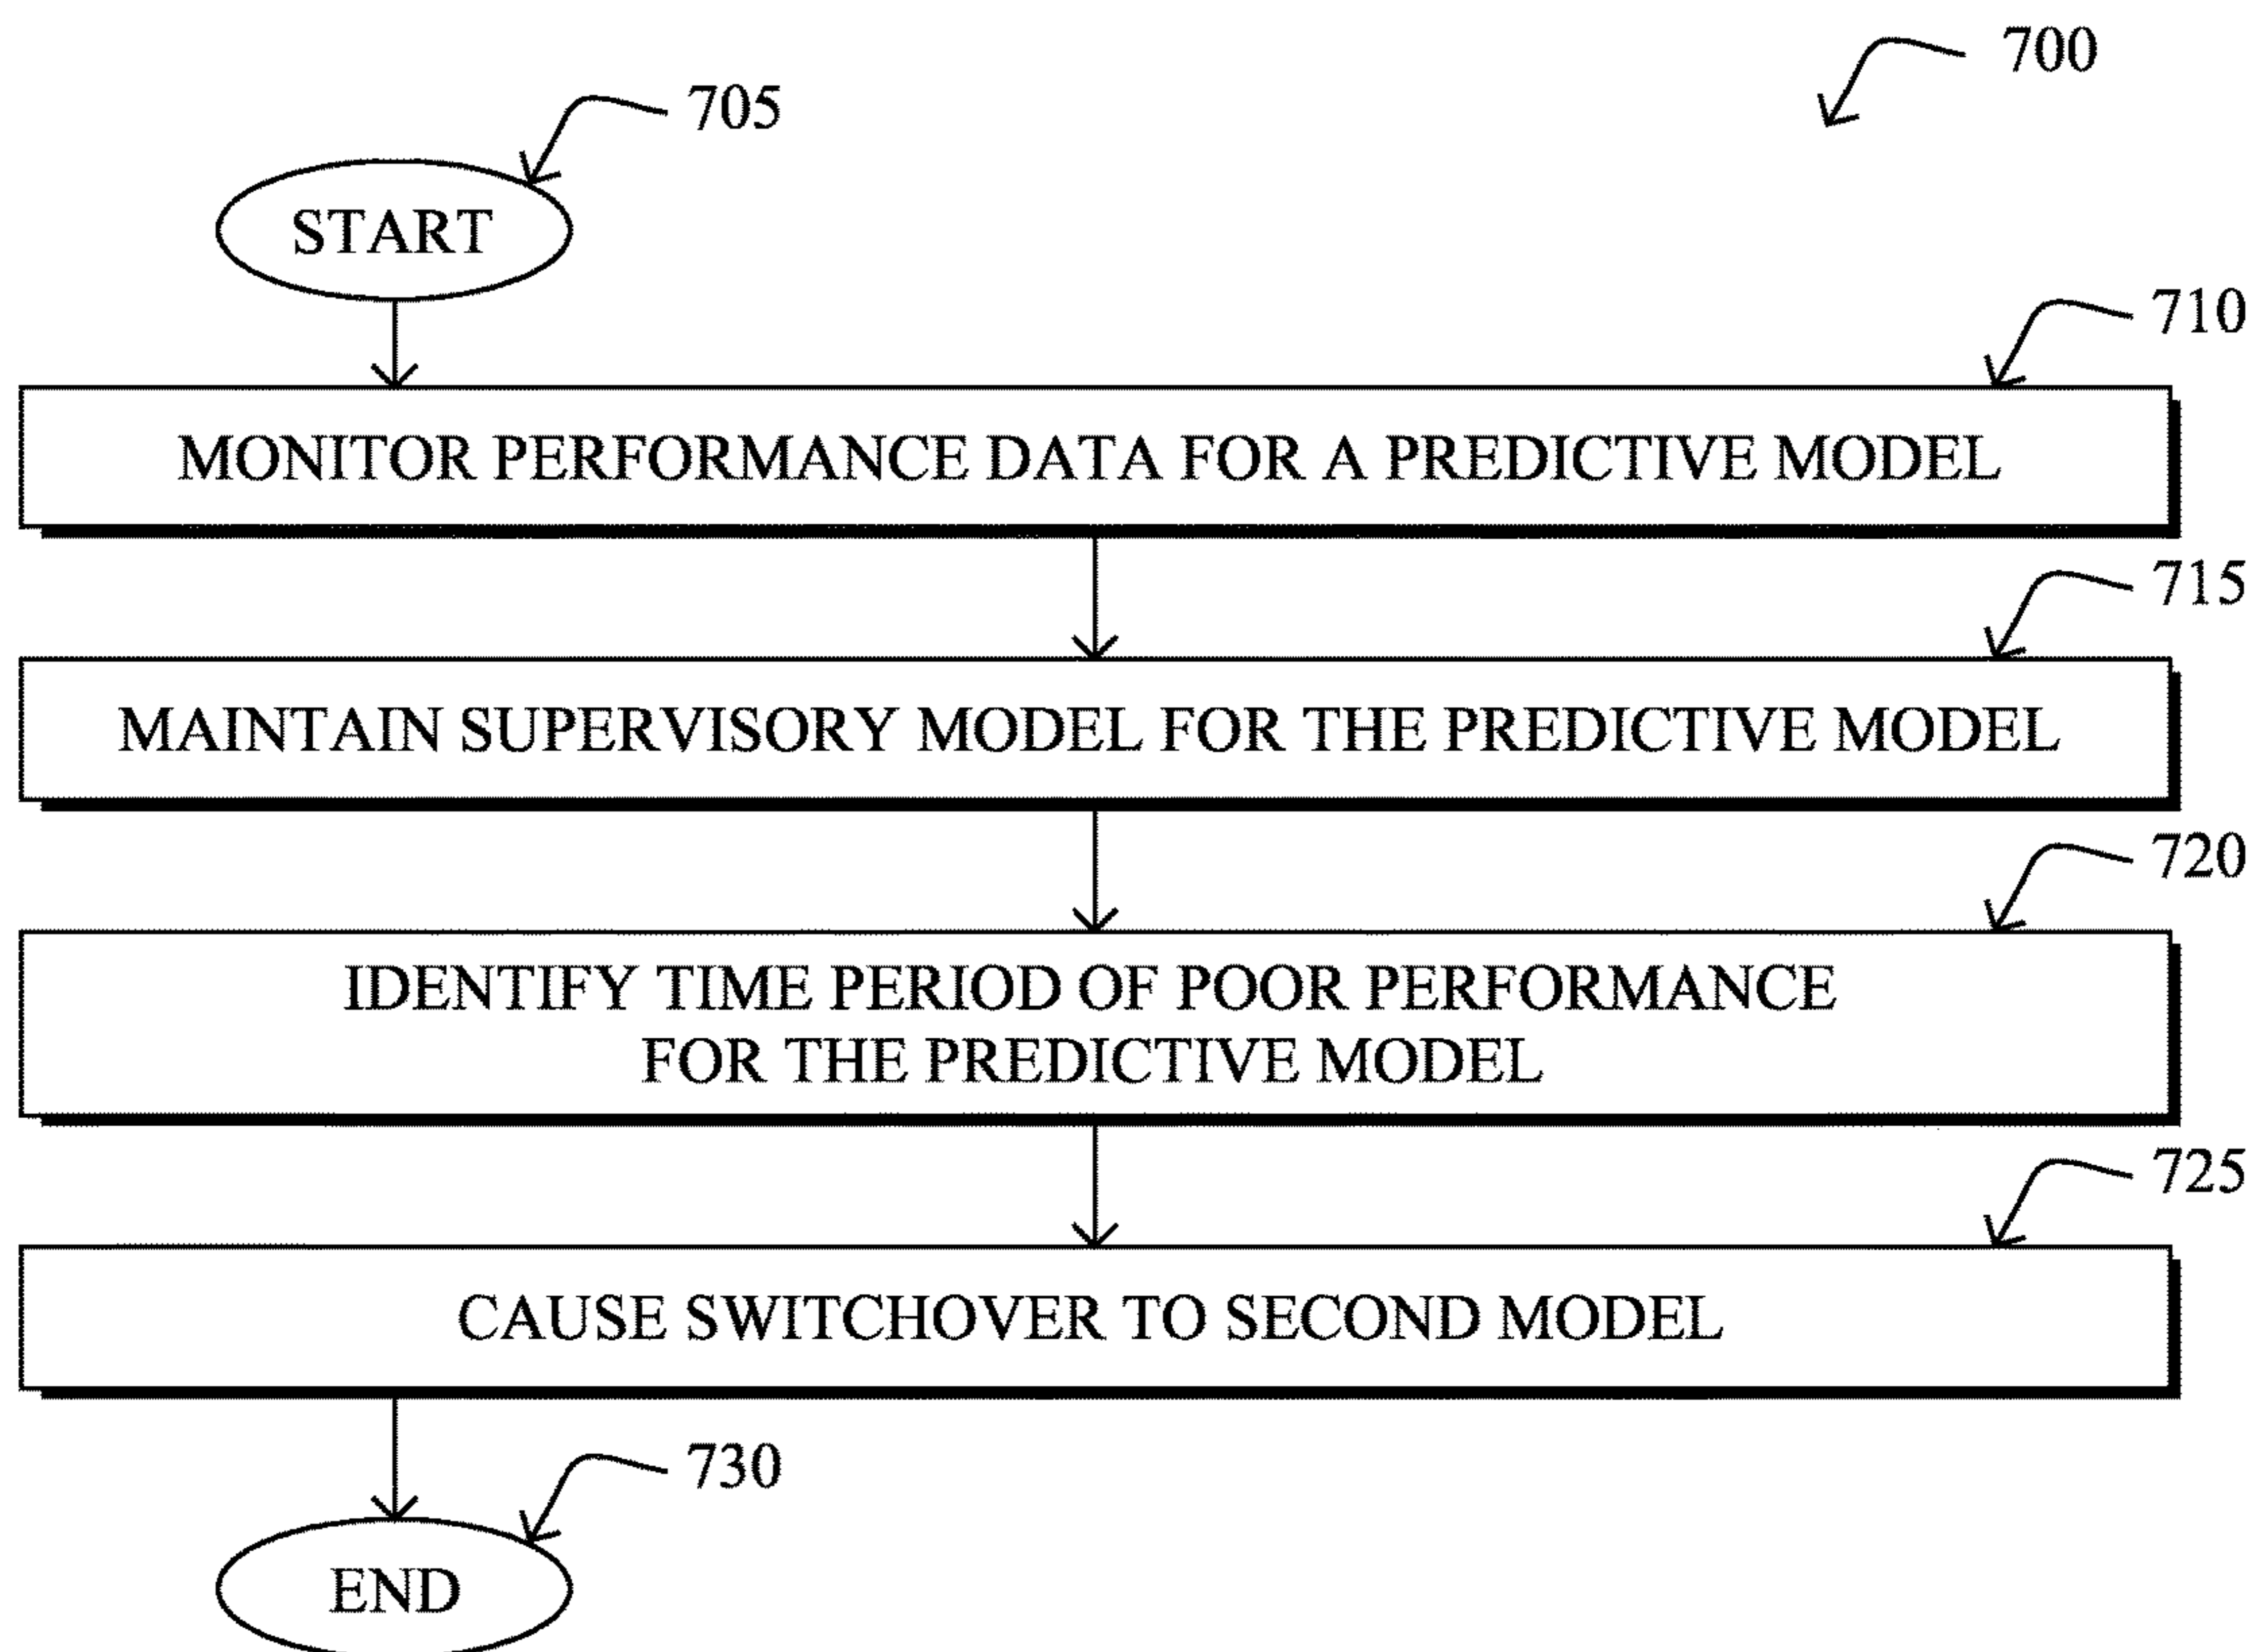 700
705
START
710
MONITOR PERFORMANCE DATA FOR A PREDICTIVE MODEL
715
MAINTAIN SUPERVISORY MODEL FOR THE PREDICTIVE MODEL
720
IDENTIFY TIME PERIOD OF POOR PERFORMANCE
FOR THE PREDICTIVE MODEL
725
CAUSE SWITCHOVER TO SECOND MODEL
730
END